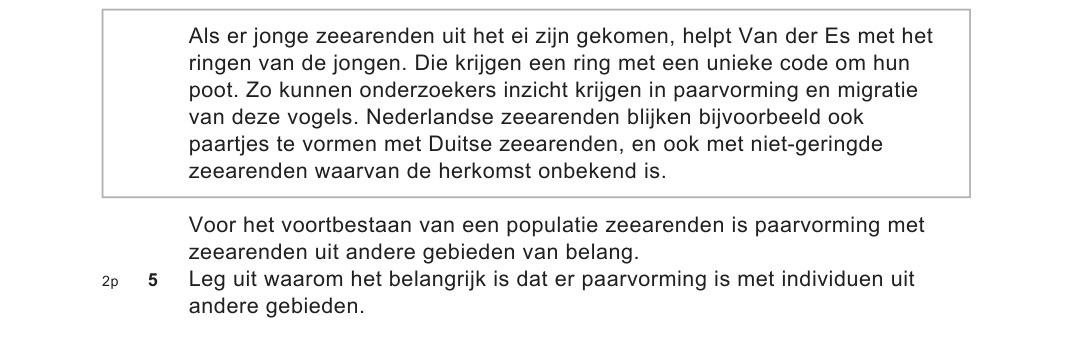 Als er jonge zeearenden uit het ei zijn gekomen, helpt Van der Es met het
ringen van de jongen. Die krijgen een ring met een unieke code om hun
poot. Zo kunnen onderzoekers inzicht krijgen in paarvorming en migratie
van deze vogels. Nederlandse zeearenden blijken bijvoorbeeld ook
paartjes te vormen met Duitse zeearenden, en ook met niet-geringde
zeearenden waarvan de herkomst onbekend is.
Voor het voortbestaan van een populatie zeearenden is paarvorming met
zeearenden uit andere gebieden van belang.
2p 5 Leg uit waarom het belangrijk is dat er paarvorming is met individuen uit
andere gebieden.